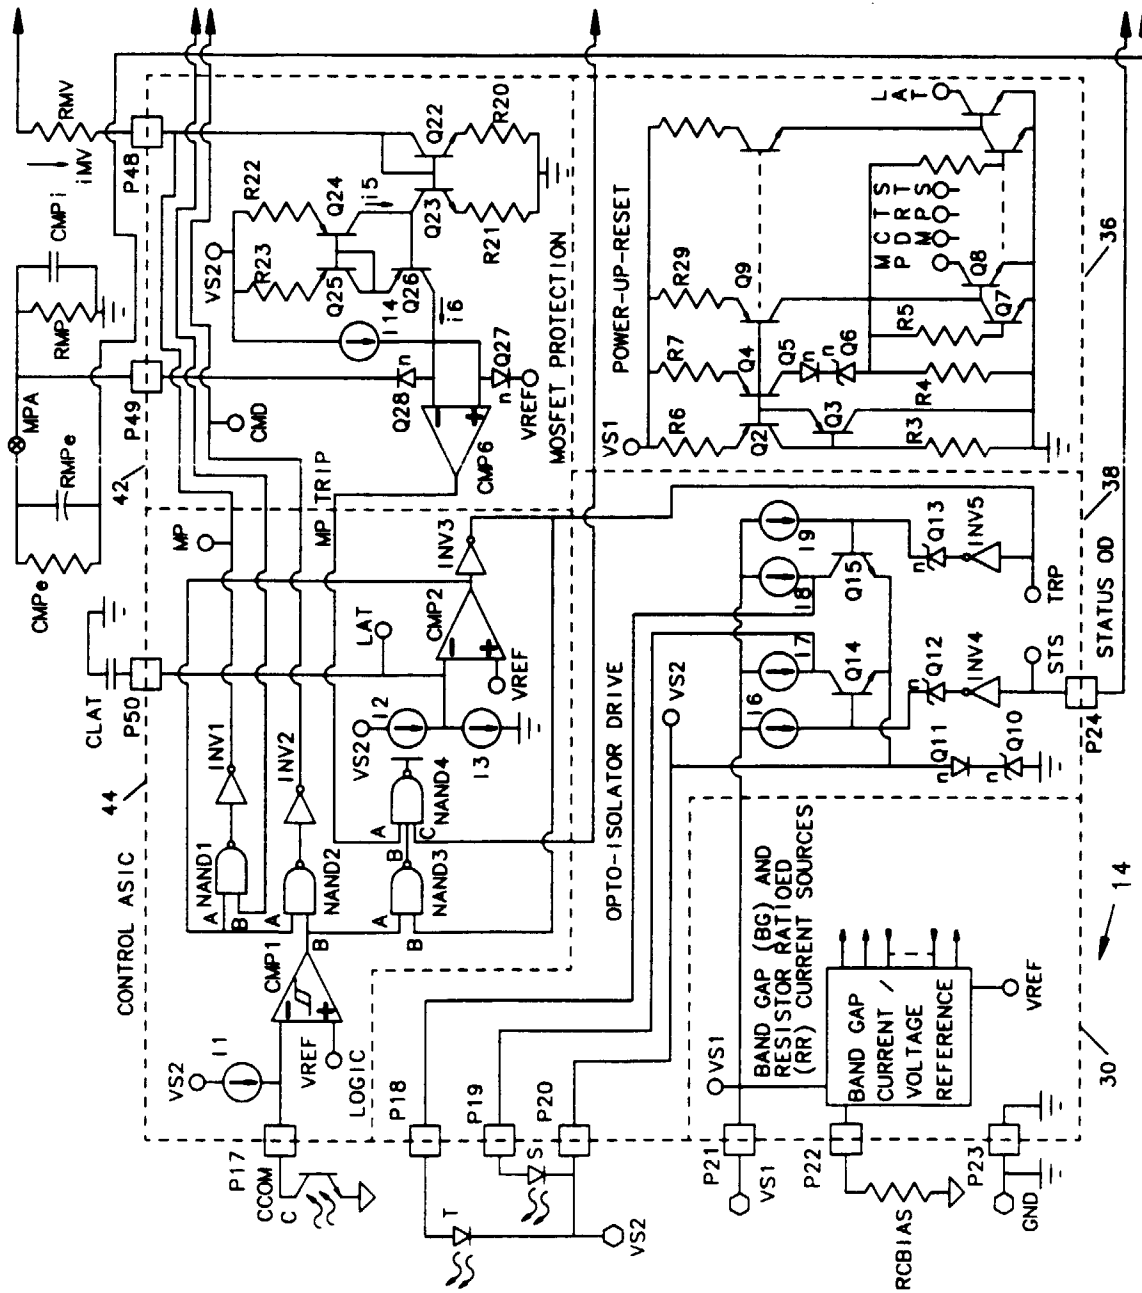 CMPe
RMPe
MPA
RMP
CMPi
iMV
RMV
42
P49
P48
CLAT
P50
44
CONTROL ASIC
MP
CMD
VS2
R23
R22
Q25
Q24
Q26
i5
Q23
Q22
R21
R20
I14
i6
Q28
n
n
Q27
VREF
CMP6
MOSFET PROTECTION
MP TRIP
INV1
NAND1
A
B
INV2
NAND2
A
B
CMP1
I1
VS2
VREF
LOGIC
NAND3
A
B
NAND4
A
B
C
VS2
I2
I3
LAT
CMP2
VREF
INV3
P17
CCOM
C
P18
P19
P20
T
S
VS2
OPTO-ISOLATOR DRIVE
VS2
I6
I7
I8
I9
Q14
Q15
n
Q12
n
Q13
INV4
INV5
n
Q11
n
Q10
STS
TRP
P24
STATUS OD
38
POWER-UP-RESET
VS1
R6
R7
R29
Q2
Q4
Q9
Q3
Q5
n
n
Q6
R3
R4
R5
Q7
Q8
MPD
CDM
TRP
STS
LAT
36
P21
VS1
VS1
BAND GAP (BG) AND
RESISTOR RATIOED
(RR) CURRENT SOURCES
BAND GAP
CURRENT /
VOLTAGE
REFERENCE
VREF
P22
RCBIAS
P23
GND
30
14